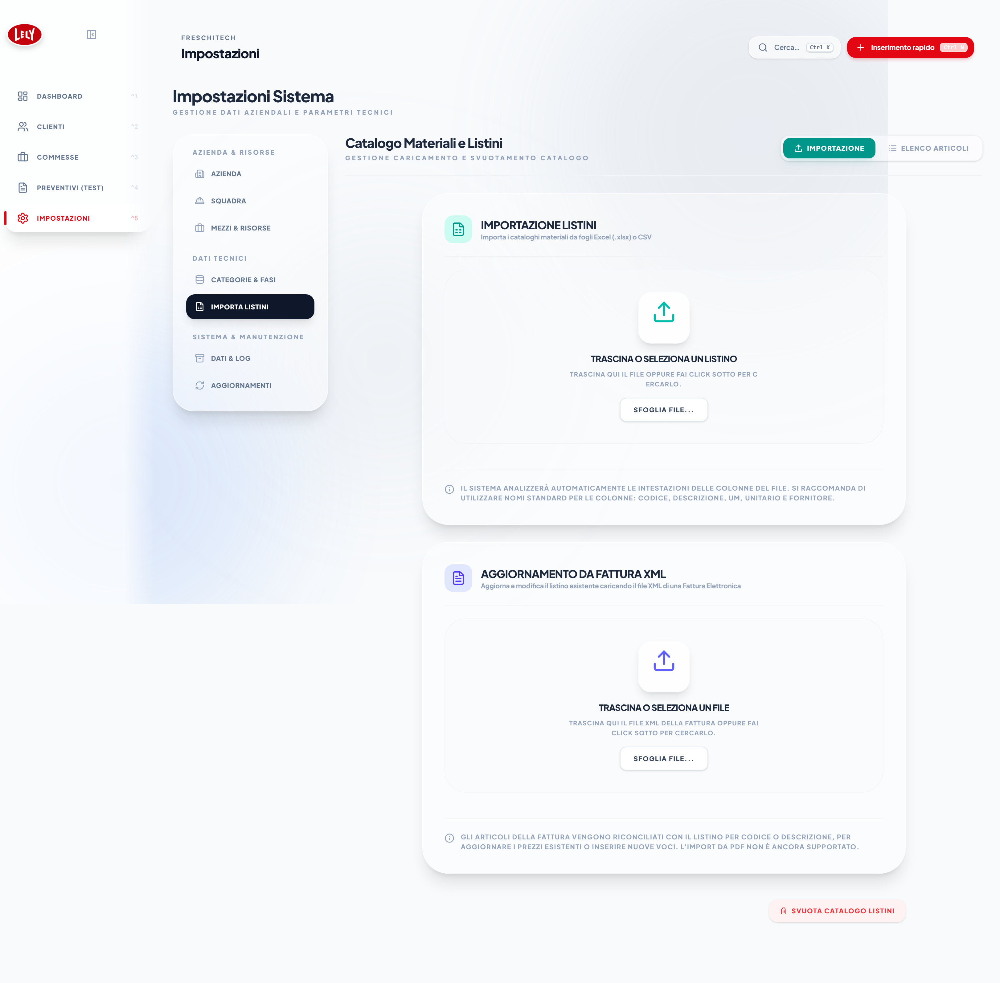 LELY
FRESCHITECH
Impostazioni
Cerca...
Ctrl K
Inserimento rapido
Ctrl N
DASHBOARD
^1
CLIENTI
^2
COMMESSE
^3
PREVENTIVI (TEST)
^4
IMPOSTAZIONI
^5
Impostazioni Sistema
GESTIONE DATI AZIENDALI E PARAMETRI TECNICI
AZIENDA & RISORSE
AZIENDA
SQUADRA
MEZZI & RISORSE
DATI TECNICI
CATEGORIE & FASI
IMPORTA LISTINI
SISTEMA & MANUTENZIONE
DATI & LOG
AGGIORNAMENTI
Catalogo Materiali e Listini
GESTIONE CARICAMENTO E SVUOTAMENTO CATALOGO
IMPORTAZIONE
ELENCO ARTICOLI
IMPORTAZIONE LISTINI
Importa i cataloghi materiali da fogli Excel (.xlsx) o CSV
TRASCINA O SELEZIONA UN LISTINO
TRASCINA QUI IL FILE OPPURE FAI CLICK SOTTO PER C
ERCARLO.
SFOGLIA FILE...
IL SISTEMA ANALIZZERÀ AUTOMATICAMENTE LE INTESTAZIONI DELLE COLONNE DEL FILE. SI RACCOMANDA DI
UTILIZZARE NOMI STANDARD PER LE COLONNE: CODICE, DESCRIZIONE, UM, UNITARIO E FORNITORE.
AGGIORNAMENTO DA FATTURA XML
Aggiorna e modifica il listino esistente caricando il file XML di una Fattura Elettronica
TRASCINA O SELEZIONA UN FILE
TRASCINA QUI IL FILE XML DELLA FATTURA OPPURE FAI
CLICK SOTTO PER CERCARLO.
SFOGLIA FILE...
GLI ARTICOLI DELLA FATTURA VENGONO RICONCILIATI CON IL LISTINO PER CODICE O DESCRIZIONE, PER
AGGIORNARE I PREZZI ESISTENTI O INSERIRE NUOVE VOCI. L'IMPORT DA PDF NON È ANCORA SUPPORTATO.
SVUOTA CATALOGO LISTINI